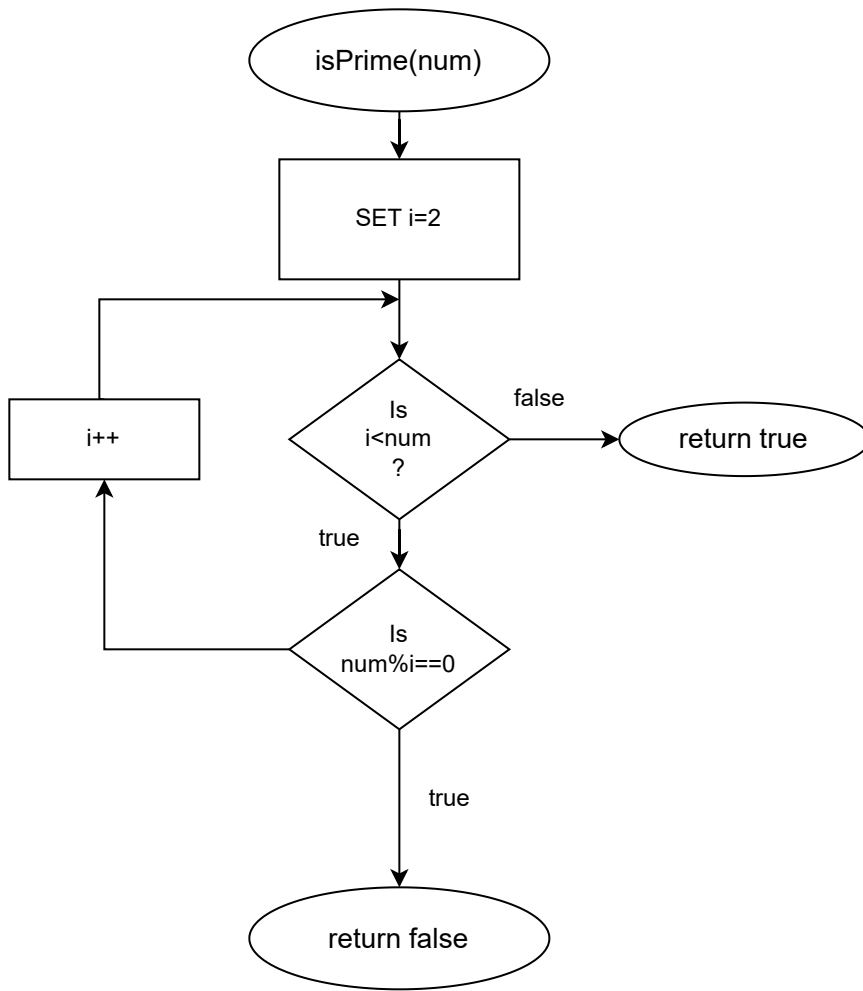 isPrime(num)
SET i=2
Is
i<num
?
false
return true
i++
true
Is
num%i==0
true
return false